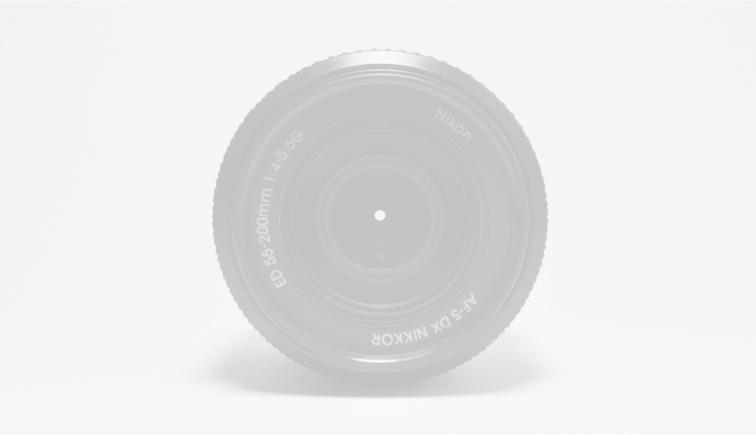 Nikon
AF-S DX NIKKOR
ED 55-200mm 1:4-5.6G